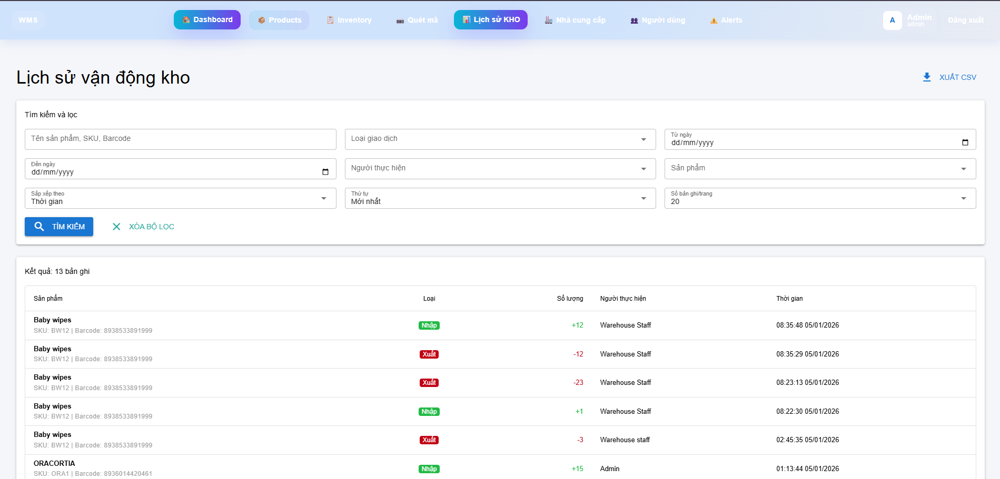 WMS
Dashboard
Products
Inventory
Quét mã
Lịch sử KHO
Nhà cung cấp
Người dùng
Alerts
A
Admin
admin
Đăng xuất
Lịch sử vận động kho
XUẤT CSV
Tìm kiếm và lọc
Tên sản phẩm, SKU, Barcode
Loại giao dịch
Từ ngày
dd/mm/yyyy
Đến ngày
dd/mm/yyyy
Người thực hiện
Sản phẩm
Sắp xếp theo
Thời gian
Thứ tự
Mới nhất
Số bản ghi/trang
20
TÌM KIẾM
XÓA BỘ LỌC
Kết quả: 13 bản ghi
Sản phẩm Loại Số lượng Người thực hiện Thời gian
Baby wipes
SKU: BW12 | Barcode: 8938533891999
Nhập +12 Warehouse Staff 08:35:48 05/01/2026
Baby wipes
SKU: BW12 | Barcode: 8938533891999
Xuất -12 Warehouse Staff 08:35:29 05/01/2026
Baby wipes
SKU: BW12 | Barcode: 8938533891999
Xuất -23 Warehouse Staff 08:23:13 05/01/2026
Baby wipes
SKU: BW12 | Barcode: 8938533891999
Nhập +1 Warehouse Staff 08:22:30 05/01/2026
Baby wipes
SKU: BW12 | Barcode: 8938533891999
Xuất -3 Warehouse staff 02:45:35 05/01/2026
ORACORTIA
SKU: ORA1 | Barcode: 8936014420461
Nhập +15 Admin 01:13:44 05/01/2026